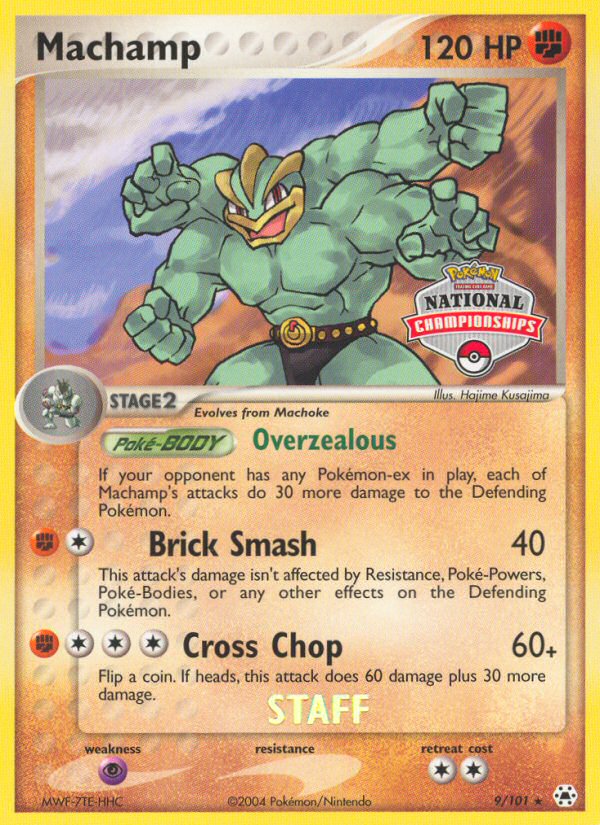 Machamp 120 HP
Pokémon
TRADING CARD GAME
NATIONAL
CHAMPIONSHIPS
Illus. Hajime Kusajima
STAGE2
Evolves from Machoke
Poké-BODY Overzealous
If your opponent has any Pokémon-ex in play, each of
Machamp's attacks do 30 more damage to the Defending
Pokémon.
Brick Smash 40
This attack's damage isn't affected by Resistance, Poké-Powers,
Poké-Bodies, or any other effects on the Defending
Pokémon.
Cross Chop 60+
Flip a coin. If heads, this attack does 60 damage plus 30 more
damage.
STAFF
weakness resistance retreat cost
MWF-7TE-HHC ©2004 Pokémon/Nintendo 9/101 ★